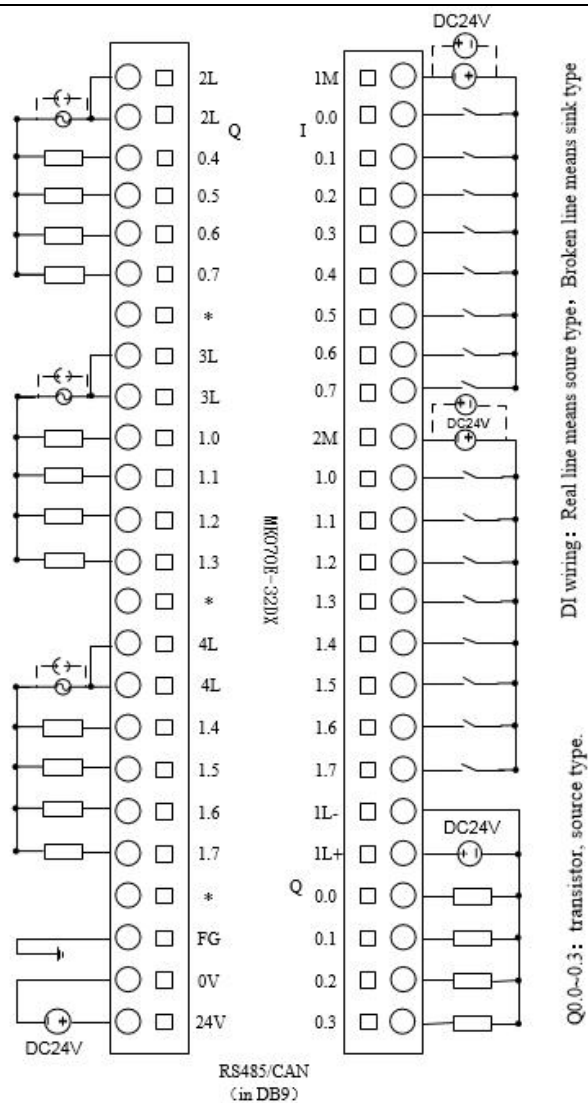 DC24V
2L
2L
Q
0.4
0.5
0.6
0.7
*
3L
3L
1.0
1.1
1.2
1.3
*
4L
4L
1.4
1.5
1.6
1.7
*
FG
0V
24V
DC24V
MK070E-32DX
1M
I
0.0
0.1
0.2
0.3
0.4
0.5
0.6
0.7
2M
DC24V
1.0
1.1
1.2
1.3
1.4
1.5
1.6
1.7
1L-
DC24V
1L+
Q
0.0
0.1
0.2
0.3
RS485/CAN
(in DB9)
DI wiring: Real line means soure type, Broken line means sink type
Q0.0~0.3: transistor, source type.